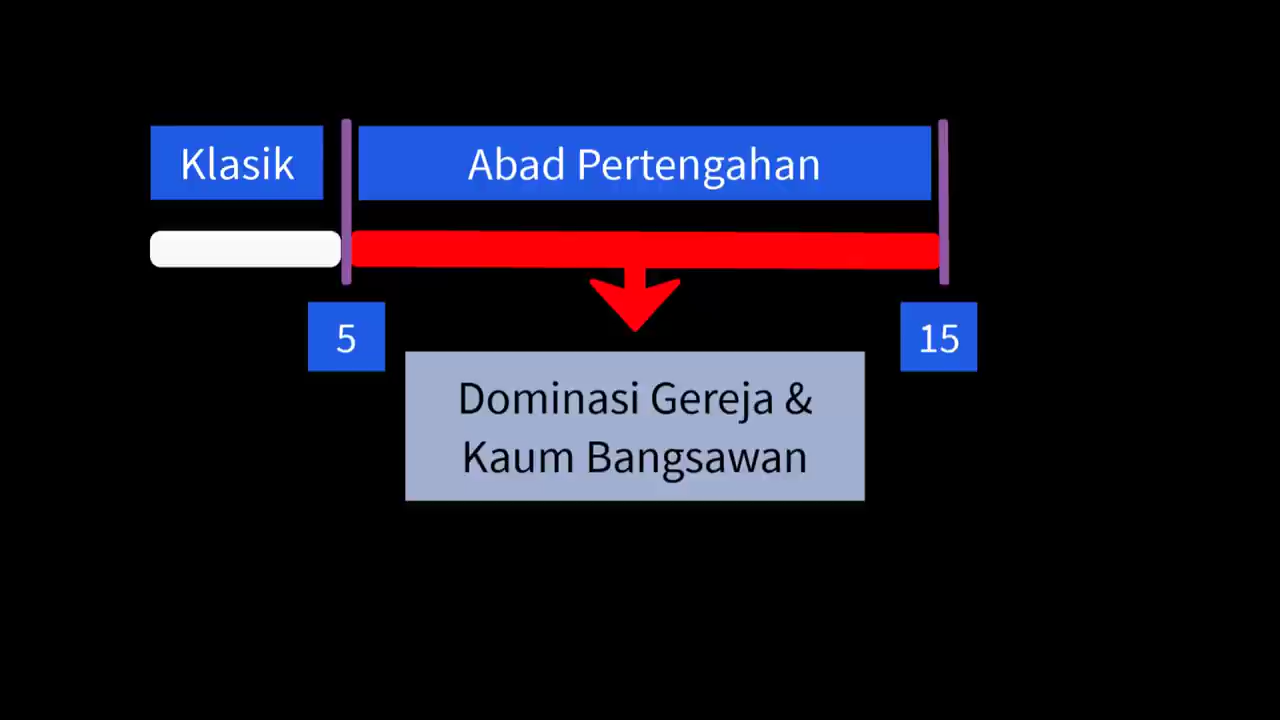 Klasik
Abad Pertengahan
5
15
Dominasi Gereja &
Kaum Bangsawan